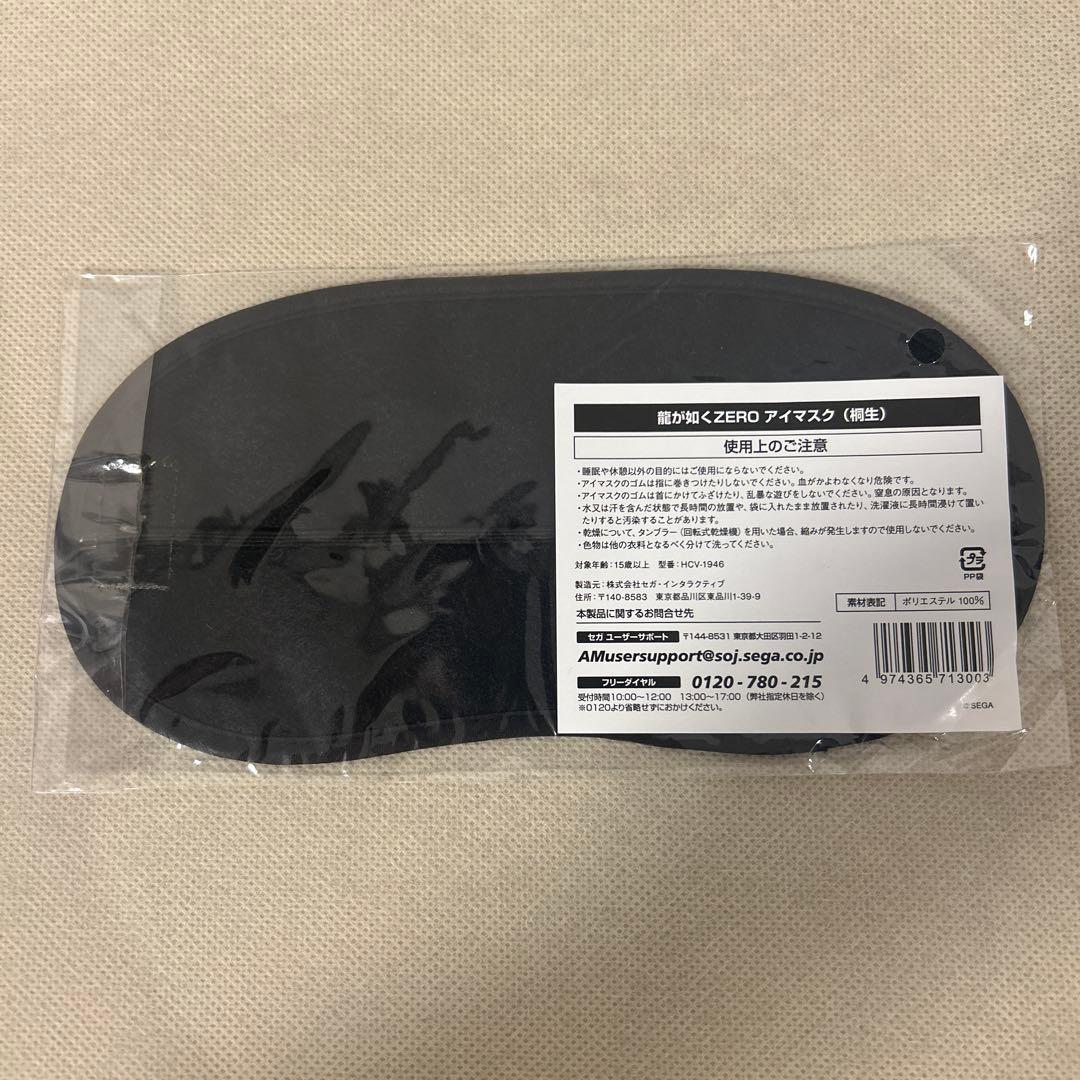 龍が如くZERO アイマスク（桐生）
使用上のご注意
・睡眠や休憩以外の目的にはご使用にならないでください。
・アイマスクのゴムは指に巻きつけたりしないでください。血がかよわなくなり危険です。
・アイマスクのゴムは首にかけてふざけたり、乱暴な遊びをしないでください。窒息の原因となります。
・水又は汗を含んだ状態で長時間の放置や、袋に入れたまま放置されたり、洗濯液に長時間浸けて置い
たりすると汚染することがあります。
・乾燥について、タンブラー（回転式乾燥機）を用いた場合、縮みが発生しますので使用しないでください。
・色物は他の衣料となるべく分けて洗ってください。
対象年齢：15歳以上　型番：HCV-1946
製造元：株式会社セガ・インタラクティブ
住所：〒140-8583　東京都品川区東品川1-39-9
本製品に関するお問合せ先
セガ ユーザーサポート　〒144-8531 東京都大田区羽田1-2-12
AMusersupport@soj.sega.co.jp
フリーダイヤル　0120-780-215
受付時間10:00〜12:00　13:00〜17:00（弊社指定休日を除く）
※0120より省略せずにおかけください。
プラ
PP袋
素材表記　ポリエステル 100%
4 974365 713003
© SEGA